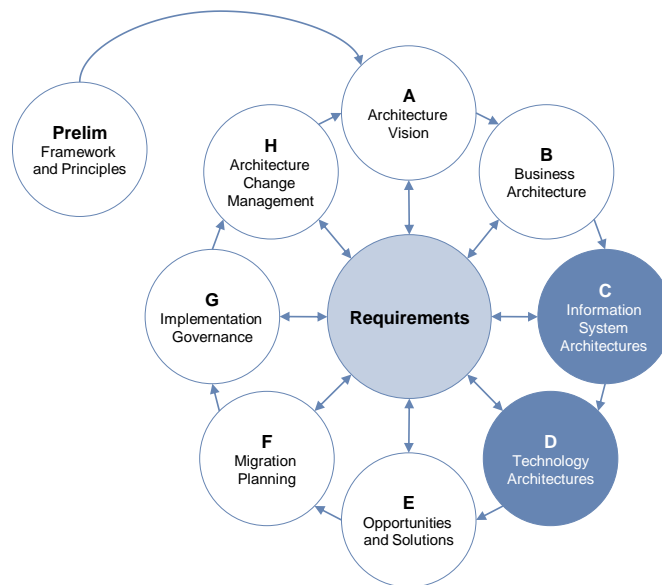 Prelim
Framework
and Principles
A
Architecture
Vision
B
Business
Architecture
C
Information
System
Architectures
D
Technology
Architectures
E
Opportunities
and Solutions
F
Migration
Planning
G
Implementation
Governance
H
Architecture
Change
Management
Requirements